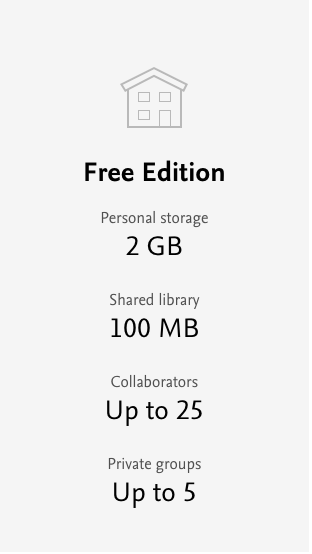 Free Edition
Personal storage
2 GB
Shared library
100 MB
Collaborators
Up to 25
Private groups
Up to 5